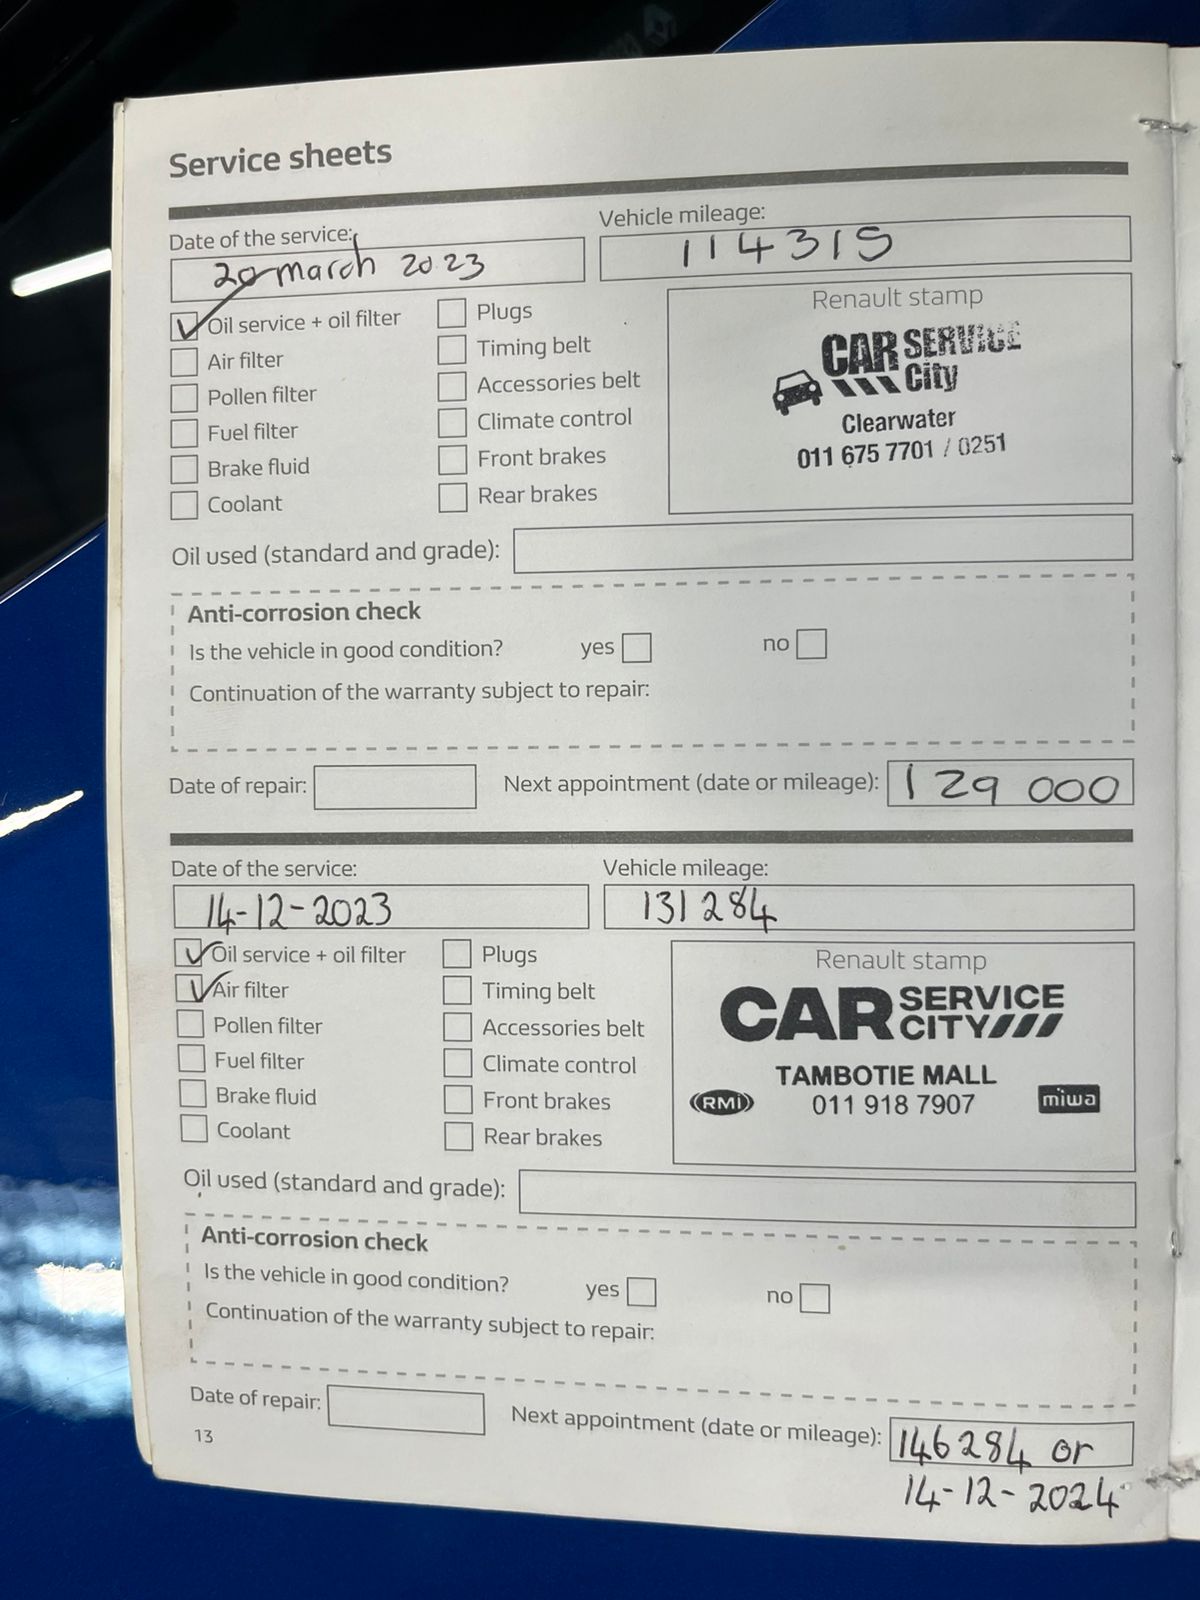 Service sheets
Date of the service: Vehicle mileage:
20 march 2023 114315
Oil service + oil filter Plugs
Air filter Timing belt
Pollen filter Accessories belt
Fuel filter Climate control
Brake fluid Front brakes
Coolant Rear brakes
Renault stamp
CAR SERVICE
City
Clearwater
011 675 7701 / 0251
Oil used (standard and grade):
Anti-corrosion check
Is the vehicle in good condition? yes no
Continuation of the warranty subject to repair:
Date of repair: Next appointment (date or mileage): 129 000
Date of the service: Vehicle mileage:
14-12-2023 131284
Oil service + oil filter Plugs
Air filter Timing belt
Pollen filter Accessories belt
Fuel filter Climate control
Brake fluid Front brakes
Coolant Rear brakes
Renault stamp
CAR SERVICE
CITY
TAMBOTIE MALL
RMi 011 918 7907 miwa
Oil used (standard and grade):
Anti-corrosion check
Is the vehicle in good condition? yes no
Continuation of the warranty subject to repair:
Date of repair: Next appointment (date or mileage): 146284 or
14-12-2024
13